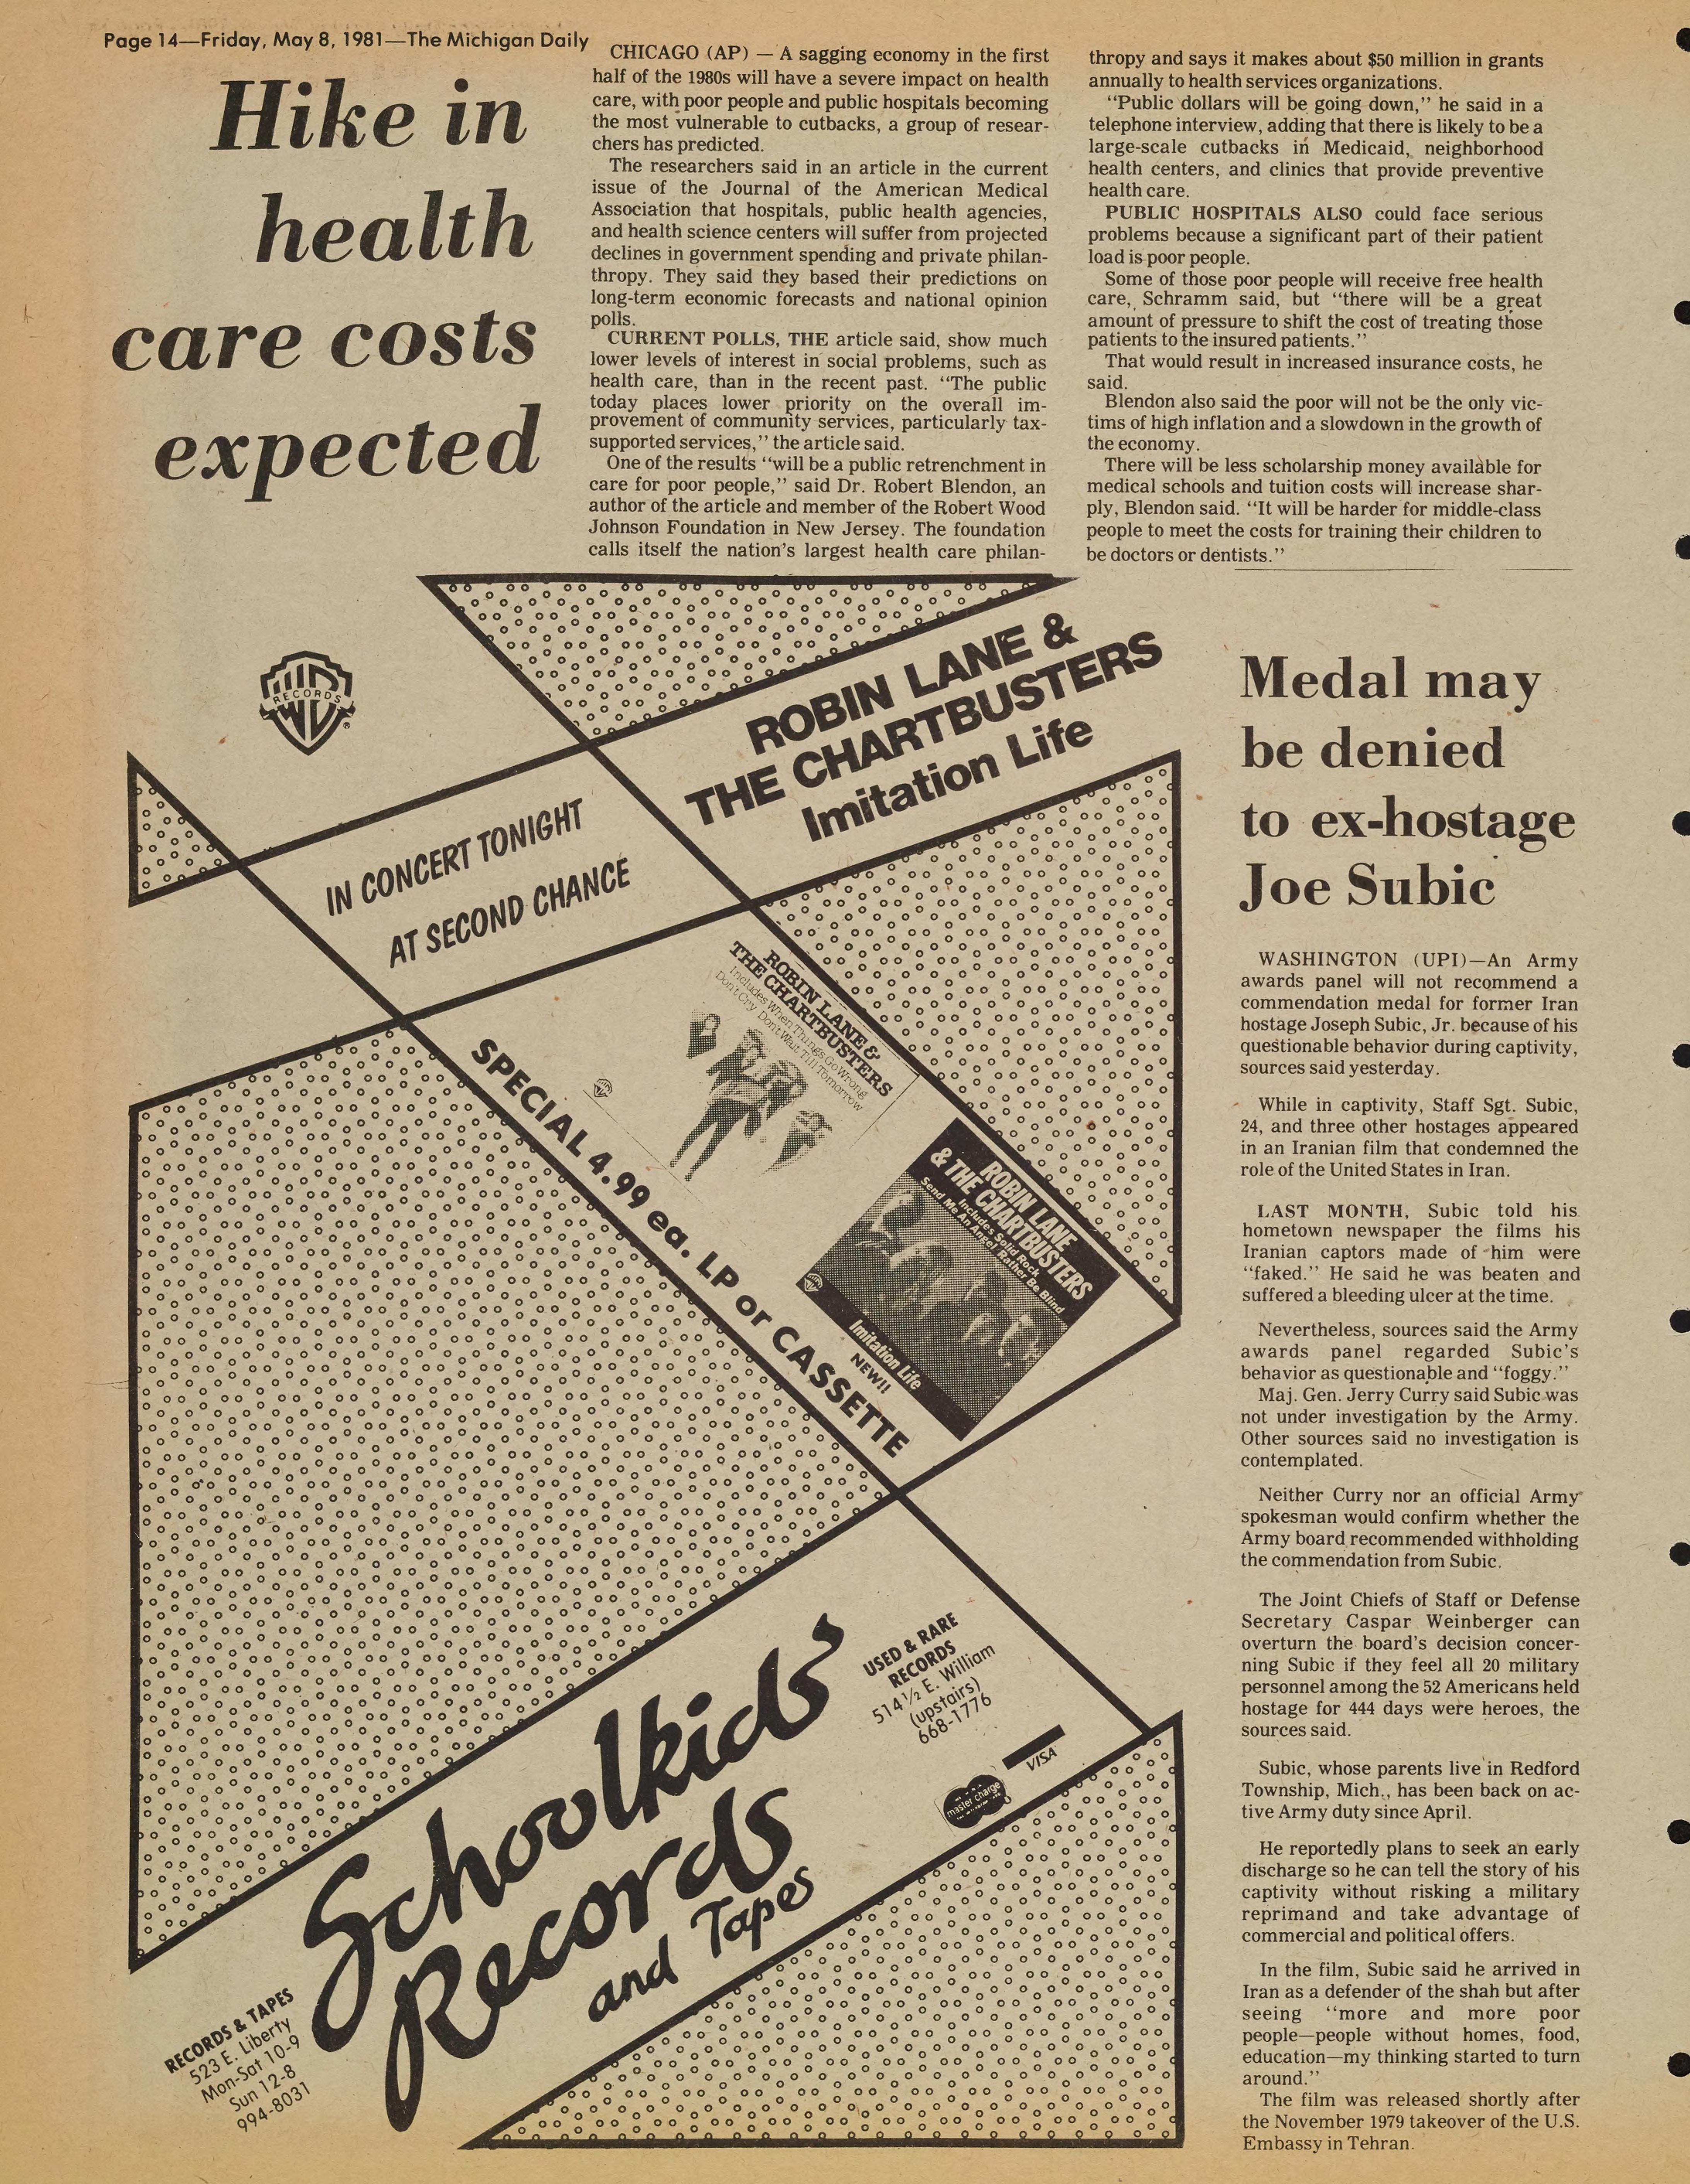 Page 14—Friday, May 8, 1981—The Michigan Daily
Hike in
health
care costs
expected
CHICAGO (AP) — A sagging economy in the first
half of the 1980s will have a severe impact on health
care, with poor people and public hospitals becoming
the most vulnerable to cutbacks, a group of resear-
chers has predicted.
The researchers said in an article in the current
issue of the Journal of the American Medical
Association that hospitals, public health agencies,
and health science centers will suffer from projected
declines in government spending and private philan-
thropy. They said they based their predictions on
long-term economic forecasts and national opinion
polls.
CURRENT POLLS, THE article said, show much
lower levels of interest in social problems, such as
health care, than in the recent past. “The public
today places lower priority on the overall im-
provement of community services, particularly tax-
supported services,” the article said.
One of the results “will be a public retrenchment in
care for poor people,” said Dr. Robert Blendon, an
author of the article and member of the Robert Wood
Johnson Foundation in New Jersey. The foundation
calls itself the nation’s largest health care philan-
thropy and says it makes about $50 million in grants
annually to health services organizations.
“Public dollars will be going down,” he said in a
telephone interview, adding that there is likely to be a
large-scale cutbacks in Medicaid, neighborhood
health centers, and clinics that provide preventive
health care.
PUBLIC HOSPITALS ALSO could face serious
problems because a significant part of their patient
load is poor people.
Some of those poor people will receive free health
care, Schramm said, but “there will be a great
amount of pressure to shift the cost of treating those
patients to the insured patients.”
That would result in increased insurance costs, he
said.
Blendon also said the poor will not be the only vic-
tims of high inflation and a slowdown in the growth of
the economy.
There will be less scholarship money available for
medical schools and tuition costs will increase shar-
ply, Blendon said. “It will be harder for middle-class
people to meet the costs for training their children to
be doctors or dentists.”
RECORDS
ROBIN LANE &
THE CHARTBUSTERS
Imitation Life
IN CONCERT TONIGHT
AT SECOND CHANCE
ROBIN LANE &
THE CHARTBUSTERS
Includes When Things Go Wrong
Don't Cry Don't Wait Till Tomorrow
SPECIAL 4.99 ea. LP or CASSETTE
ROBIN LANE
& THE CHARTBUSTERS
Includes Solid Rock
Send Me An Angel Rather Be Blind
Imitation Life
NEW!!
Schoolkids
Records
and Tapes
USED & RARE
RECORDS
514 ½ E. William
(upstairs)
668-1776
VISA
master charge
RECORDS & TAPES
523 E. Liberty
Mon-Sat 10-9
Sun 12-8
994-8031
Medal may
be denied
to ex-hostage
Joe Subic
WASHINGTON (UPI)—An Army
awards panel will not recommend a
commendation medal for former Iran
hostage Joseph Subic, Jr. because of his
questionable behavior during captivity,
sources said yesterday.
While in captivity, Staff Sgt. Subic,
24, and three other hostages appeared
in an Iranian film that condemned the
role of the United States in Iran.
LAST MONTH, Subic told his
hometown newspaper the films his
Iranian captors made of him were
“faked.” He said he was beaten and
suffered a bleeding ulcer at the time.
Nevertheless, sources said the Army
awards panel regarded Subic’s
behavior as questionable and “foggy.”
Maj. Gen. Jerry Curry said Subic was
not under investigation by the Army.
Other sources said no investigation is
contemplated.
Neither Curry nor an official Army
spokesman would confirm whether the
Army board recommended withholding
the commendation from Subic.
The Joint Chiefs of Staff or Defense
Secretary Caspar Weinberger can
overturn the board’s decision concer-
ning Subic if they feel all 20 military
personnel among the 52 Americans held
hostage for 444 days were heroes, the
sources said.
Subic, whose parents live in Redford
Township, Mich., has been back on ac-
tive Army duty since April.
He reportedly plans to seek an early
discharge so he can tell the story of his
captivity without risking a military
reprimand and take advantage of
commercial and political offers.
In the film, Subic said he arrived in
Iran as a defender of the shah but after
seeing “more and more poor
people—people without homes, food,
education—my thinking started to turn
around.”
The film was released shortly after
the November 1979 takeover of the U.S.
Embassy in Tehran.